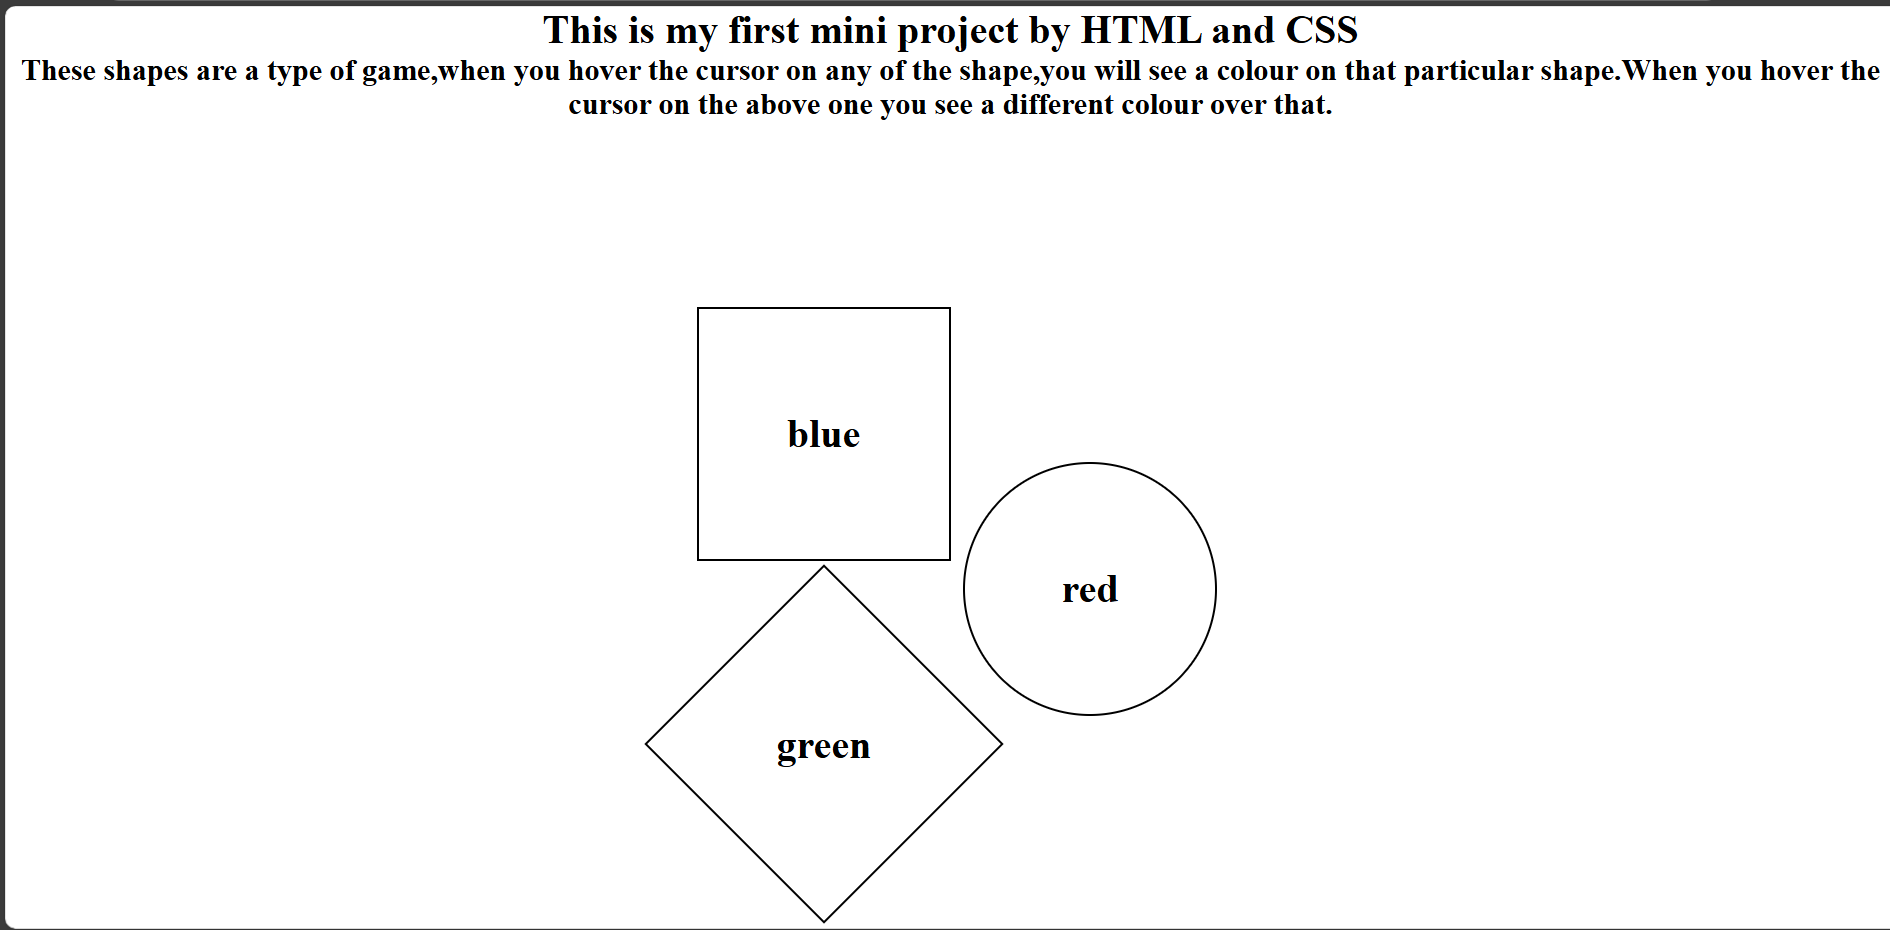 This is my first mini project by HTML and CSS
These shapes are a type of game,when you hover the cursor on any of the shape,you will see a colour on that particular shape.When you hover the
cursor on the above one you see a different colour over that.
blue
red
green